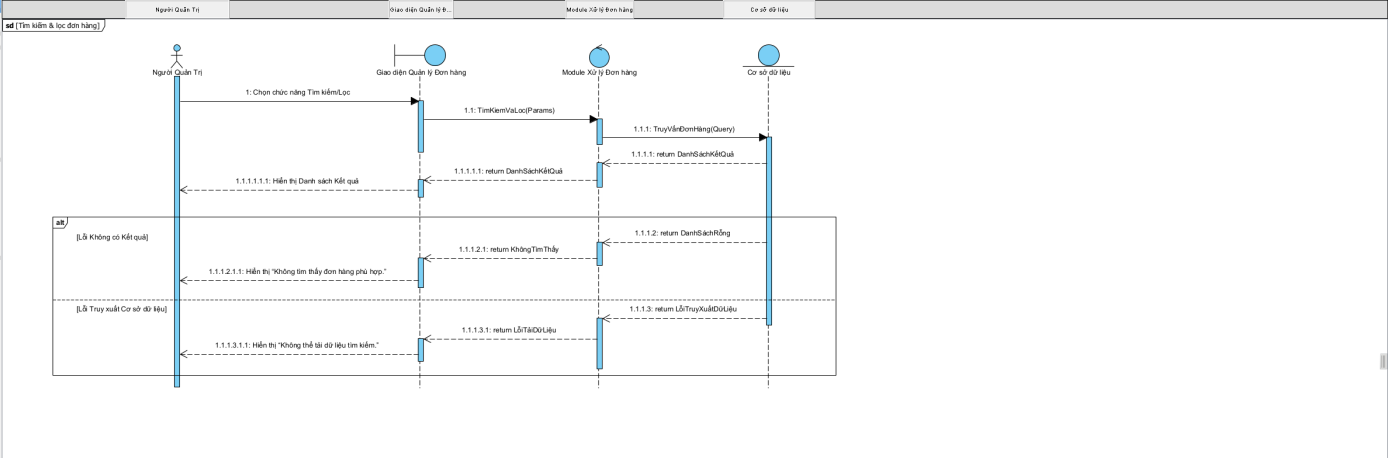 Người Quản Trị
Giao diện Quản lý Đ...
Module Xử lý Đơn hàng
Cơ sở dữ liệu
sd [Tìm kiếm & lọc đơn hàng]
Người Quản Trị
Giao diện Quản lý Đơn hàng
Module Xử lý Đơn hàng
Cơ sở dữ liệu
1: Chọn chức năng Tìm kiếm/Lọc
1.1: TìmKiếmVàLọc(Params)
1.1.1: TruyVấnĐơnHàng(Query)
1.1.1.1: return DanhSáchKếtQuả
1.1.1.1.1: return DanhSáchKếtQuả
1.1.1.1.1.1: Hiển thị Danh sách Kết quả
alt
[Lỗi Không có Kết quả]
1.1.1.2: return DanhSáchRỗng
1.1.1.2.1: return KhôngTìmThấy
1.1.1.2.1.1: Hiển thị "Không tìm thấy đơn hàng phù hợp."
[Lỗi Truy xuất Cơ sở dữ liệu]
1.1.1.3: return LỗiTruyXuấtDữLiệu
1.1.1.3.1: return LỗiTảiDữLiệu
1.1.1.3.1.1: Hiển thị "Không thể tải dữ liệu tìm kiếm."